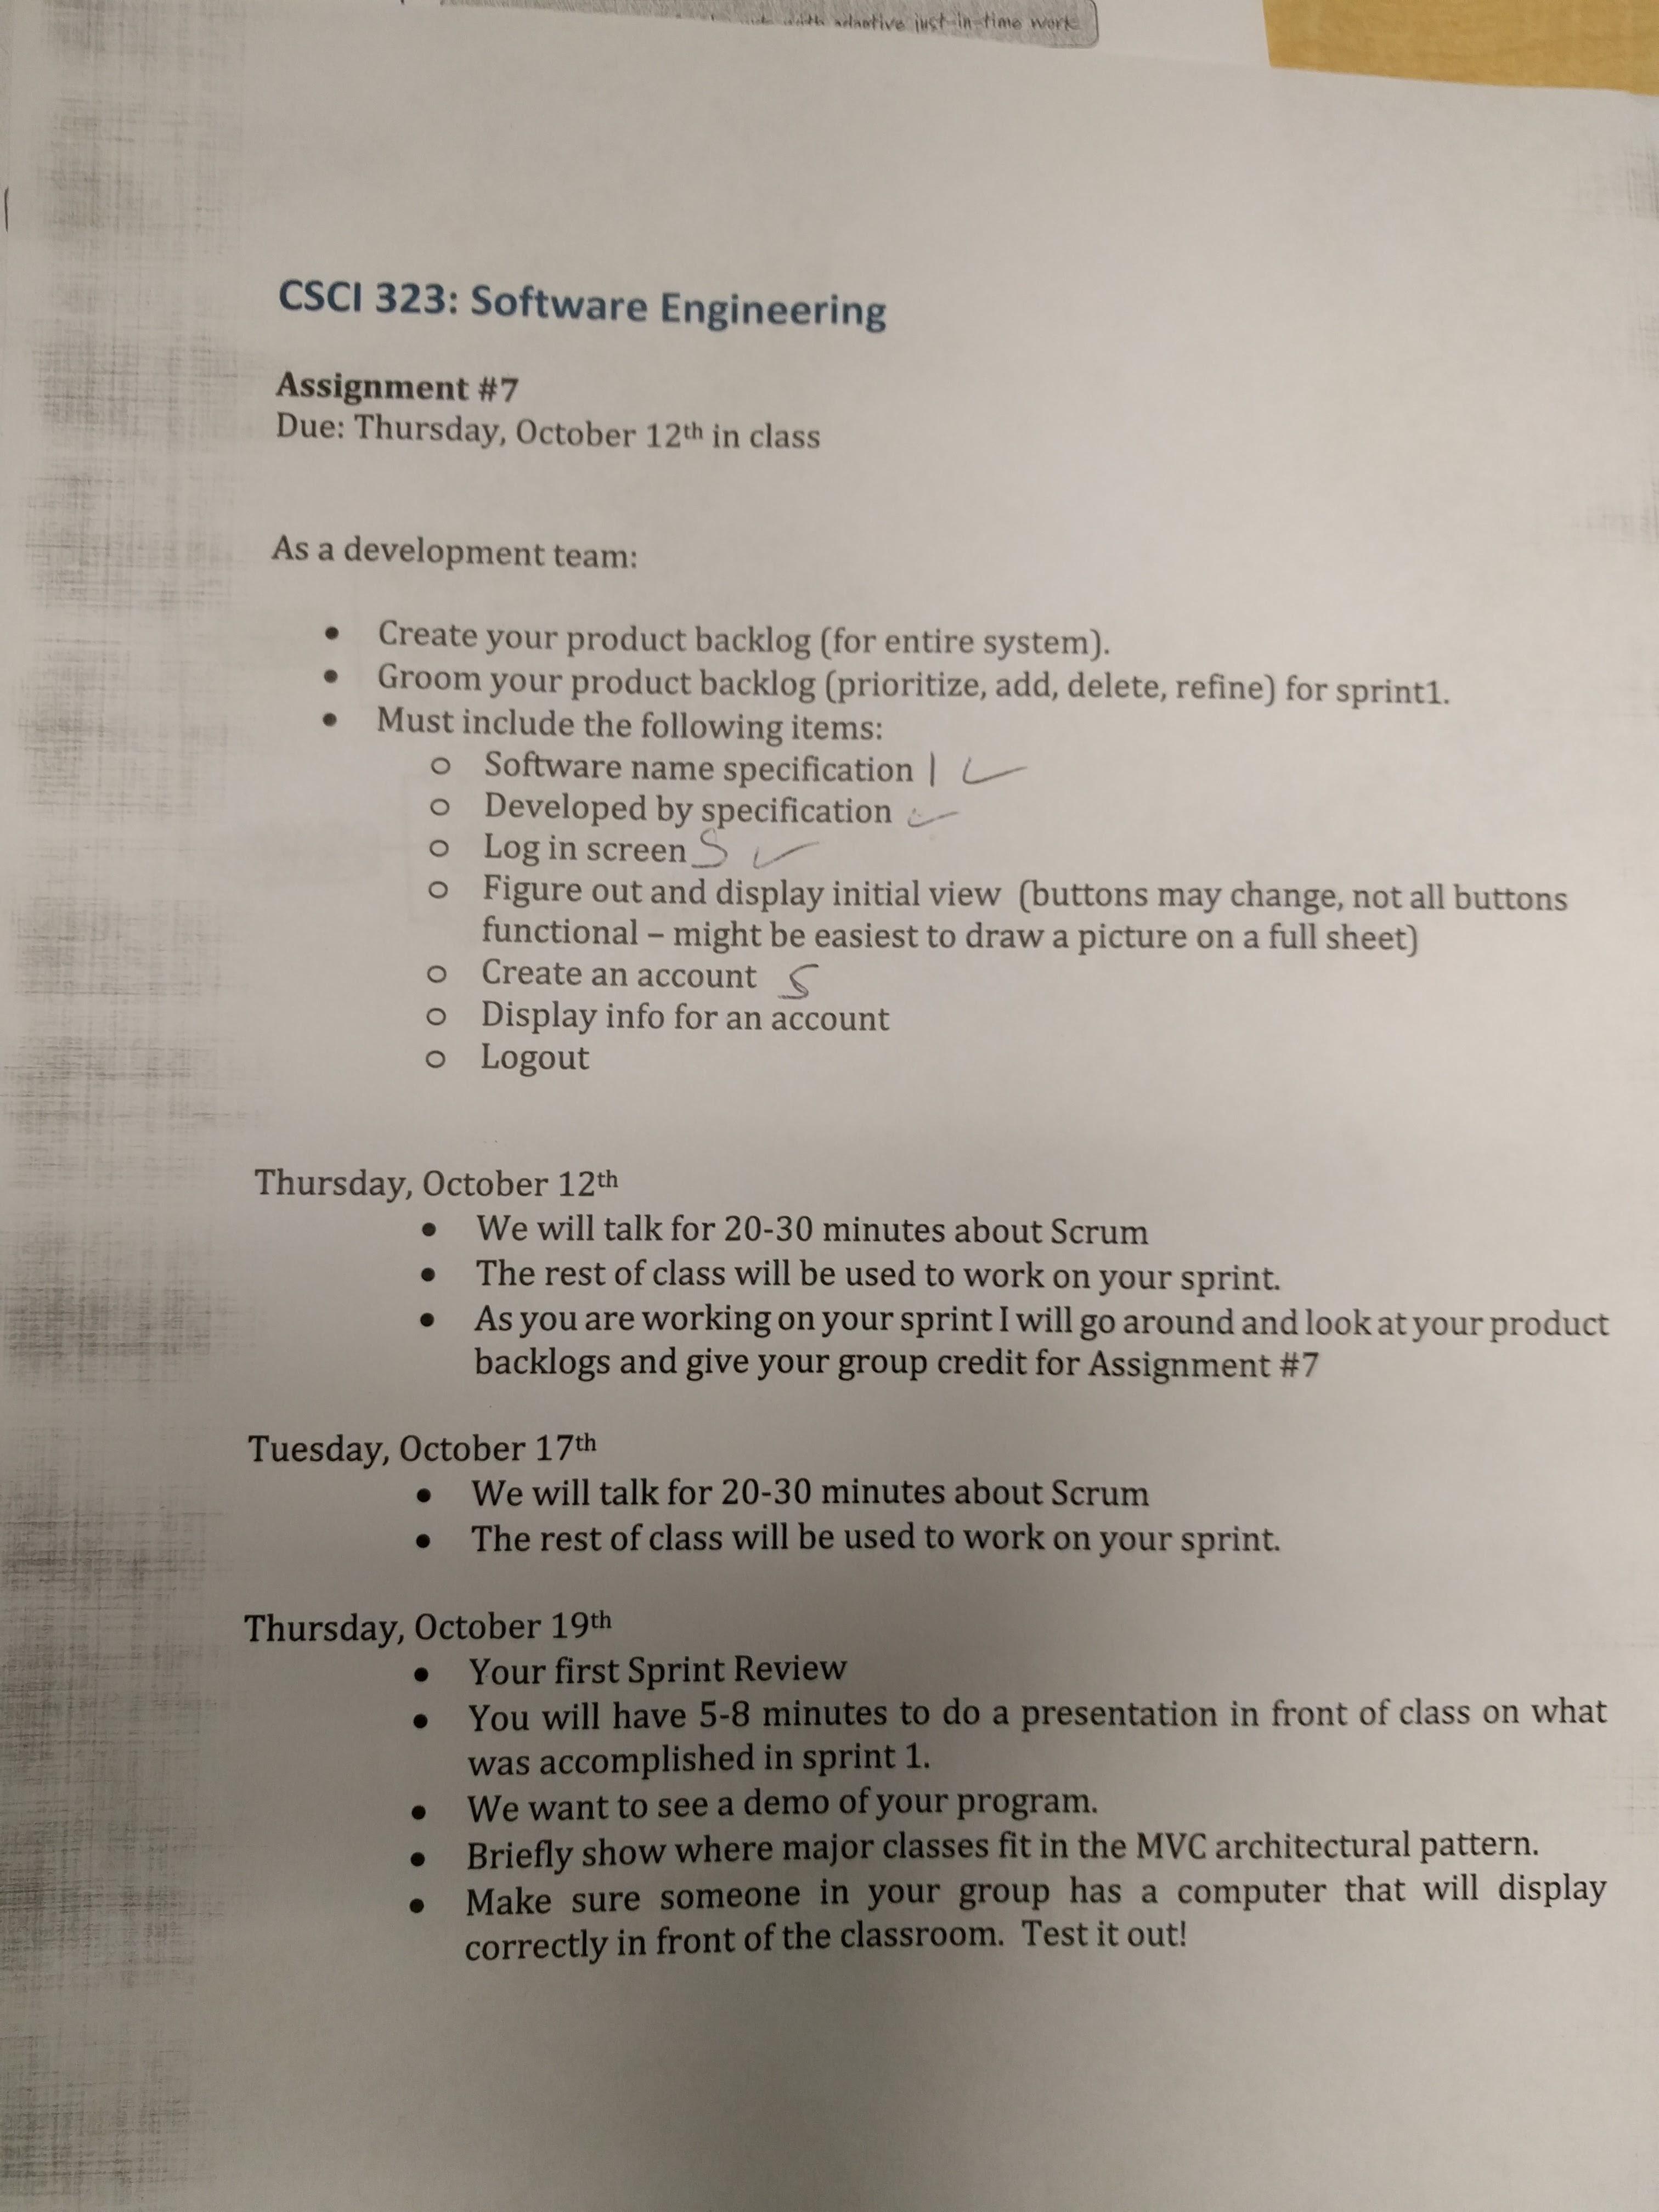 with adaptive just-in-time work
CSCI 323: Software Engineering
Assignment #7
Due: Thursday, October 12th in class
As a development team:
• Create your product backlog (for entire system).
• Groom your product backlog (prioritize, add, delete, refine) for sprint1.
• Must include the following items:
o Software name specification | ✓
o Developed by specification ✓
o Log in screen S ✓
o Figure out and display initial view (buttons may change, not all buttons
functional – might be easiest to draw a picture on a full sheet)
o Create an account S
o Display info for an account
o Logout
Thursday, October 12th
• We will talk for 20-30 minutes about Scrum
• The rest of class will be used to work on your sprint.
• As you are working on your sprint I will go around and look at your product
backlogs and give your group credit for Assignment #7
Tuesday, October 17th
• We will talk for 20-30 minutes about Scrum
• The rest of class will be used to work on your sprint.
Thursday, October 19th
• Your first Sprint Review
• You will have 5-8 minutes to do a presentation in front of class on what
was accomplished in sprint 1.
• We want to see a demo of your program.
• Briefly show where major classes fit in the MVC architectural pattern.
• Make sure someone in your group has a computer that will display
correctly in front of the classroom. Test it out!